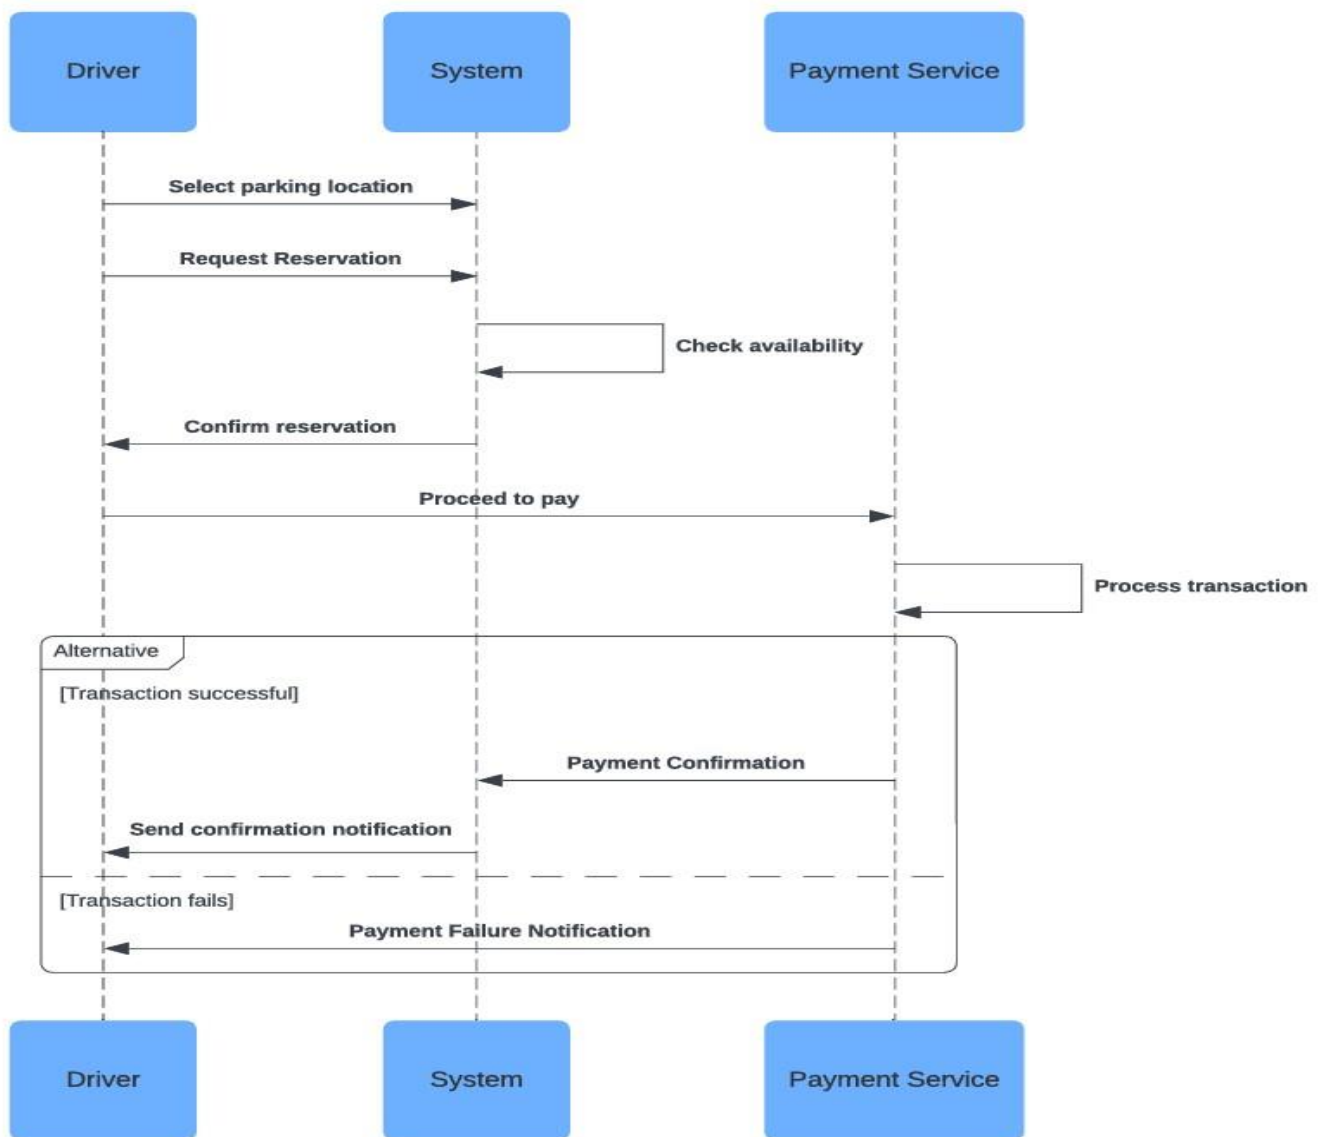 Driver
System
Payment Service
Select parking location
Request Reservation
Check availability
Confirm reservation
Proceed to pay
Process transaction
Alternative
[Transaction successful]
Payment Confirmation
Send confirmation notification
[Transaction fails]
Payment Failure Notification
Driver
System
Payment Service